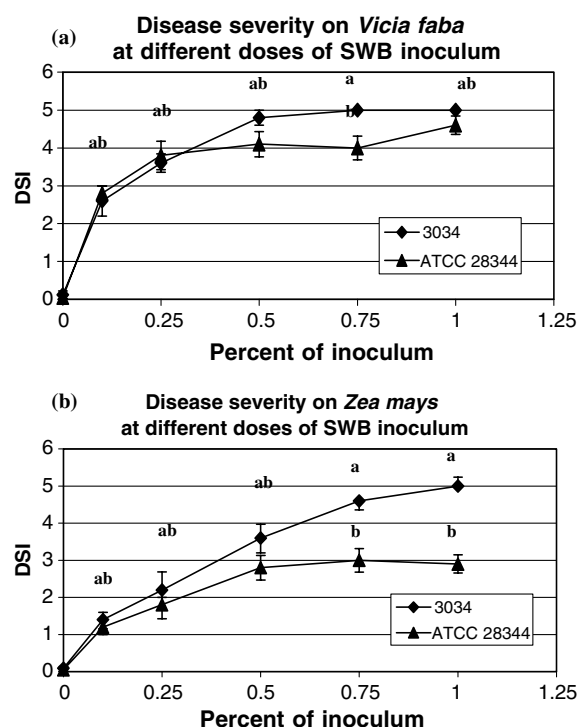 (a)
Disease severity on Vicia faba
at different doses of SWB inoculum
6
5
4
3
2
1
0
DSI
ab
ab
ab
a
b
ab
3034
ATCC 28344
0 0.25 0.5 0.75 1 1.25
Percent of inoculum
(b)
Disease severity on Zea mays
at different doses of SWB inoculum
6
5
4
3
2
1
0
DSI
ab
ab
ab
a
a
b
b
3034
ATCC 28344
0 0.25 0.5 0.75 1 1.25
Percent of inoculum